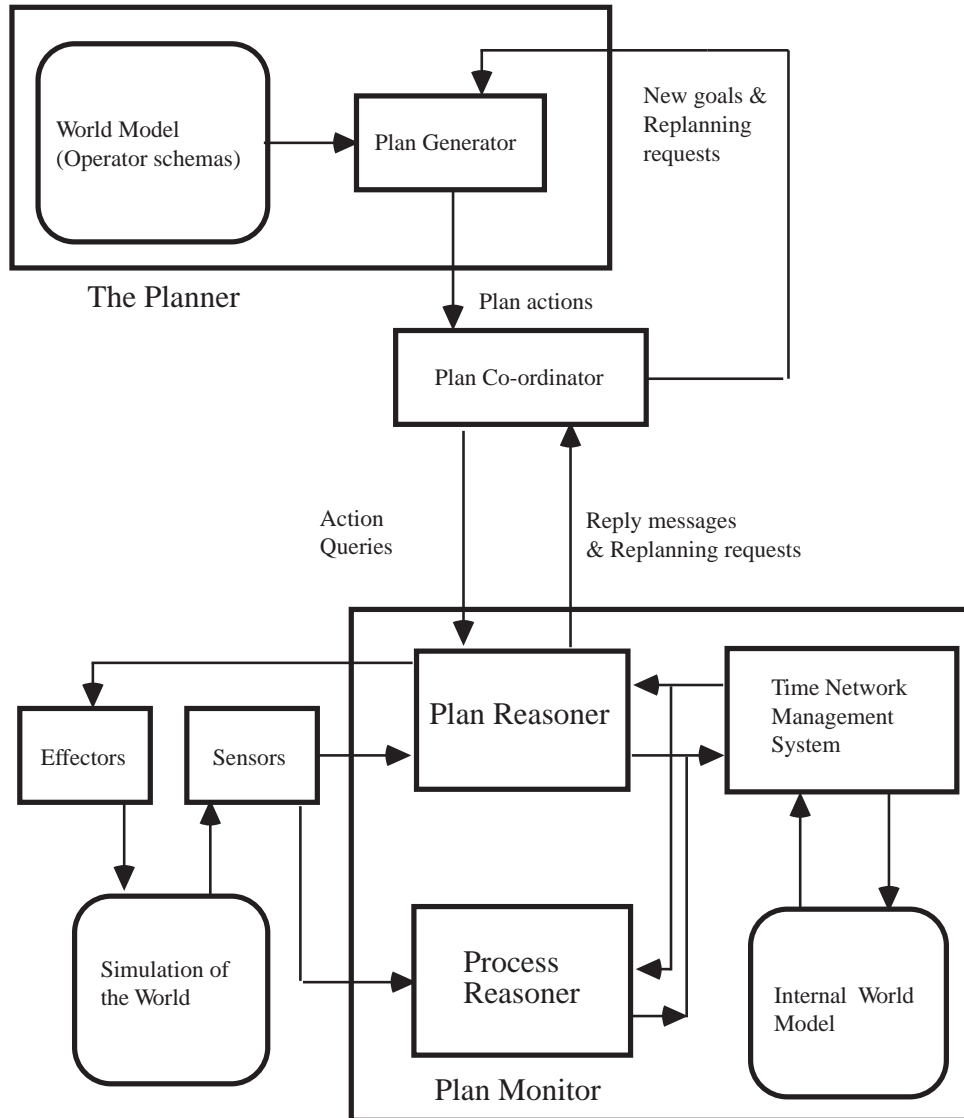 New goals &
Replanning
requests
World Model
(Operator schemas)
Plan Generator
The Planner
Plan actions
Plan Co-ordinator
Action
Queries
Reply messages
& Replanning requests
Plan Reasoner
Time Network
Management
System
Effectors
Sensors
Simulation of
the World
Process
Reasoner
Internal World
Model
Plan Monitor